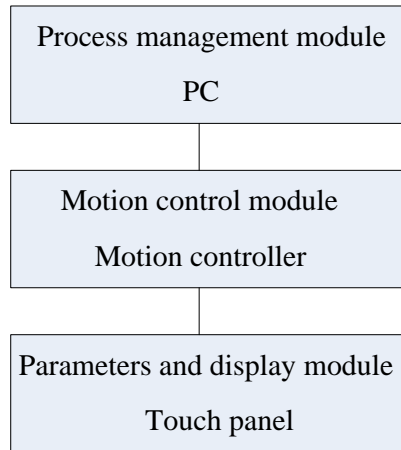 Process management module
PC
Motion control module
Motion controller
Parameters and display module
Touch panel